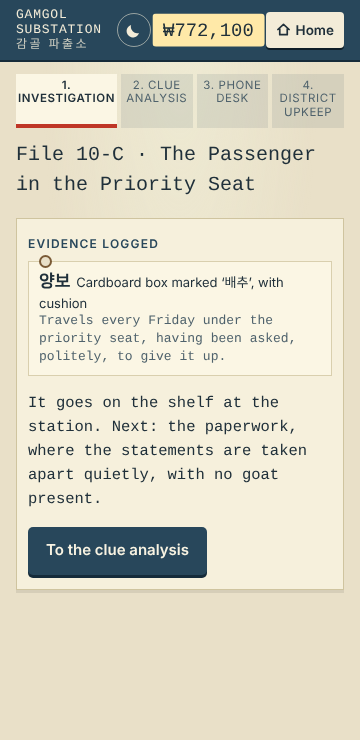 GAMGOL
SUBSTATION
감골 파출소
₩772,100
Home
1.
INVESTIGATION
2. CLUE
ANALYSIS
3. PHONE
DESK
4.
DISTRICT
UPKEEP
File 10-C · The Passenger
in the Priority Seat
EVIDENCE LOGGED
양보 Cardboard box marked ‘배추’, with
cushion
Travels every Friday under the
priority seat, having been asked,
politely, to give it up.
It goes on the shelf at the
station. Next: the paperwork,
where the statements are taken
apart quietly, with no goat
present.
To the clue analysis